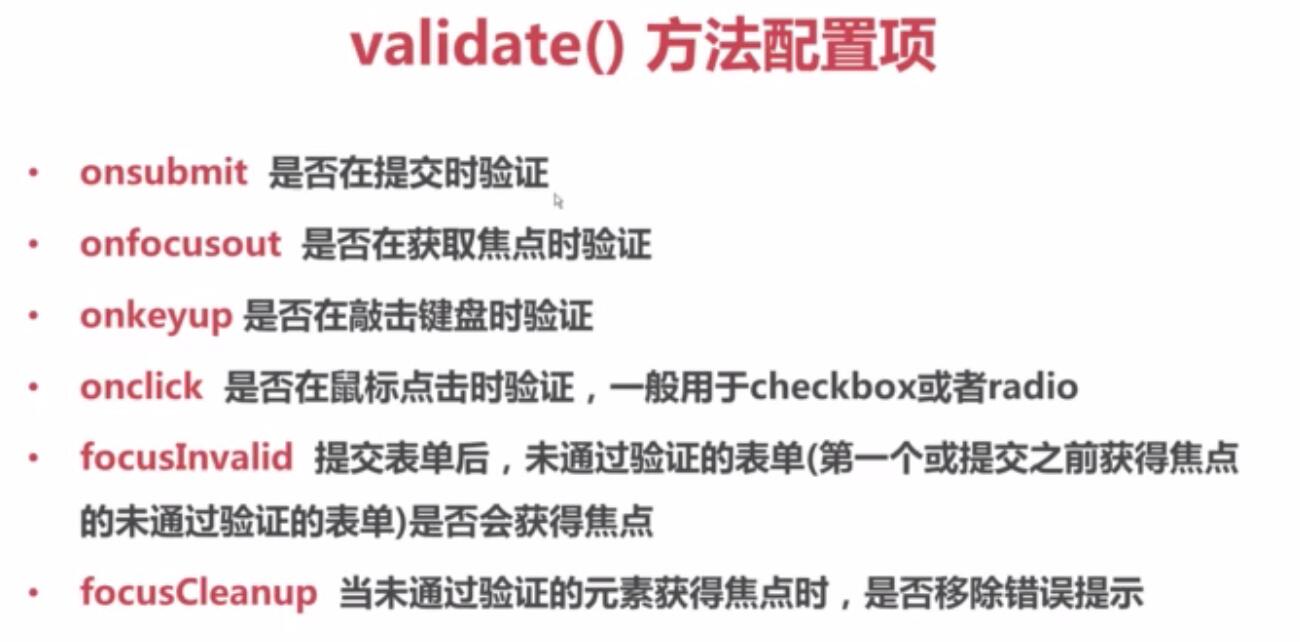 validate() 方法配置项
• onsubmit 是否在提交时验证
• onfocusout 是否在获取焦点时验证
• onkeyup 是否在敲击键盘时验证
• onclick 是否在鼠标点击时验证，一般用于checkbox或者radio
• focusInvalid 提交表单后，未通过验证的表单(第一个或提交之前获得焦点
的未通过验证的表单)是否会获得焦点
• focusCleanup 当未通过验证的元素获得焦点时，是否移除错误提示